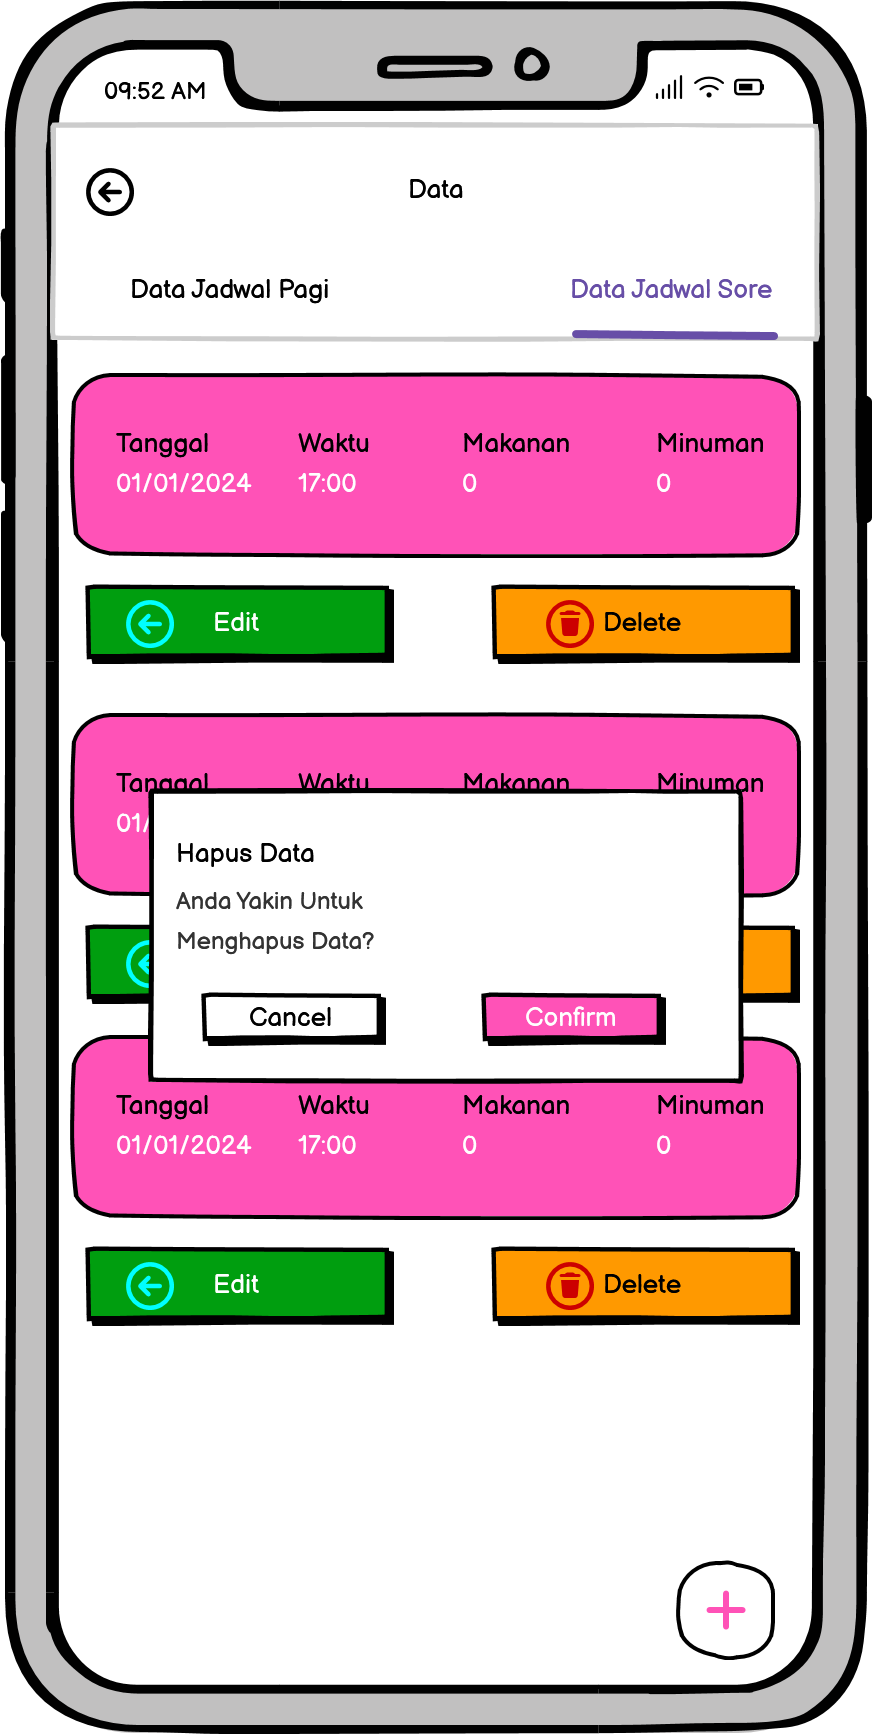 09:52 AM
Data
Data Jadwal Pagi Data Jadwal Sore
Tanggal Waktu Makanan Minuman
01/01/2024 17:00 0 0
Edit Delete
Tanggal Waktu Makanan Minuman
01/
Hapus Data
Anda Yakin Untuk
Menghapus Data?
Cancel Confirm
Tanggal Waktu Makanan Minuman
01/01/2024 17:00 0 0
Edit Delete